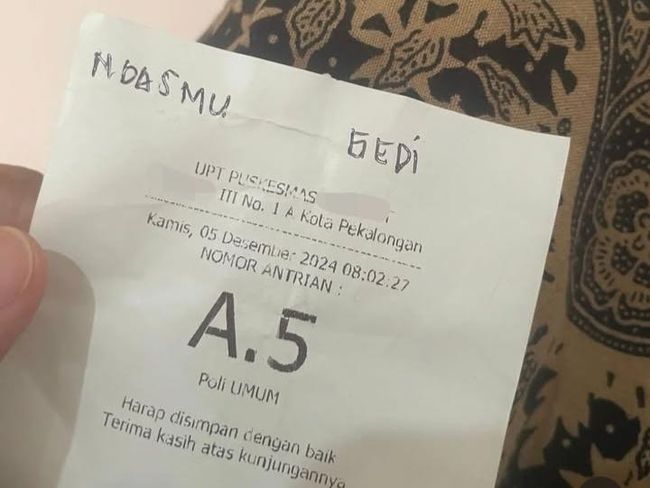 NDASMU GEDI
UPT PUSKESMAS
III No. 1 A Kota Pekalongan
Kamis, 05 Desember 2024 08:02:27
NOMOR ANTRIAN :
A.5
Poli UMUM
Harap disimpan dengan baik
Terima kasih atas kunjungannya